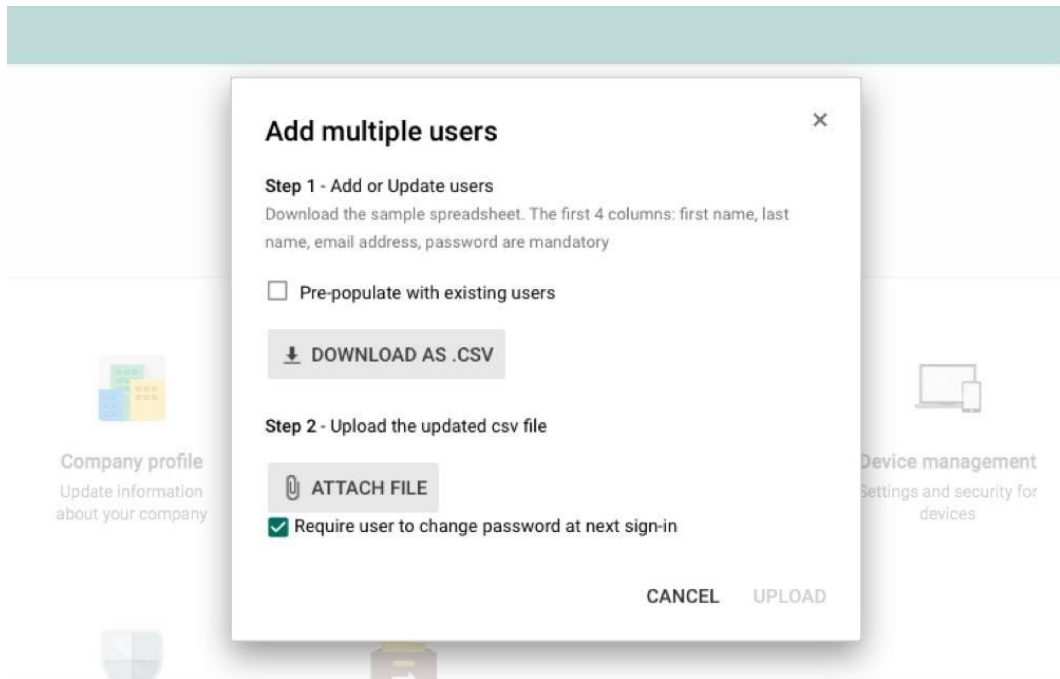 Add multiple users
×
Step 1 - Add or Update users
Download the sample spreadsheet. The first 4 columns: first name, last
name, email address, password are mandatory
Pre-populate with existing users
DOWNLOAD AS .CSV
Step 2 - Upload the updated csv file
ATTACH FILE
Require user to change password at next sign-in
CANCEL UPLOAD
Company profile
Update information
about your company
Device management
Settings and security for
devices